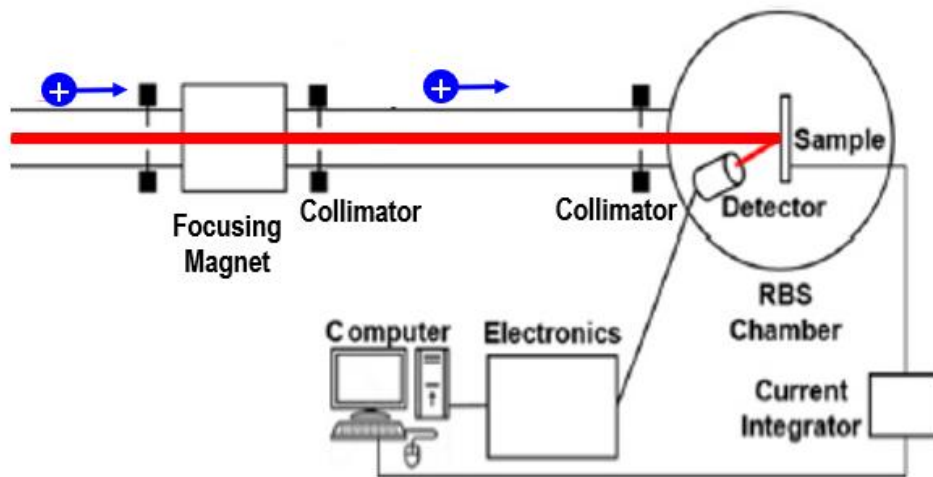 +
+
Sample
Collimator
Collimator
Detector
Focusing
Magnet
RBS
Chamber
Computer
Electronics
Current
Integrator